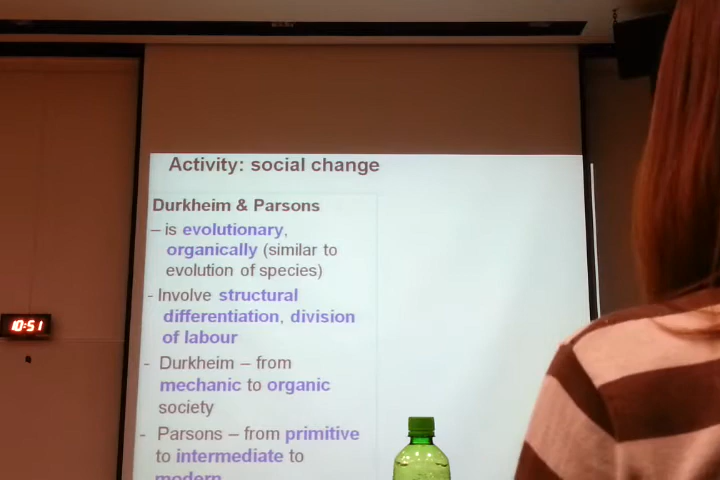 Activity: social change
Durkheim & Parsons
– is evolutionary,
organically (similar to
evolution of species)
- Involve structural
differentiation, division
of labour
- Durkheim – from
mechanic to organic
society
- Parsons – from primitive
to intermediate to
modern
10:51